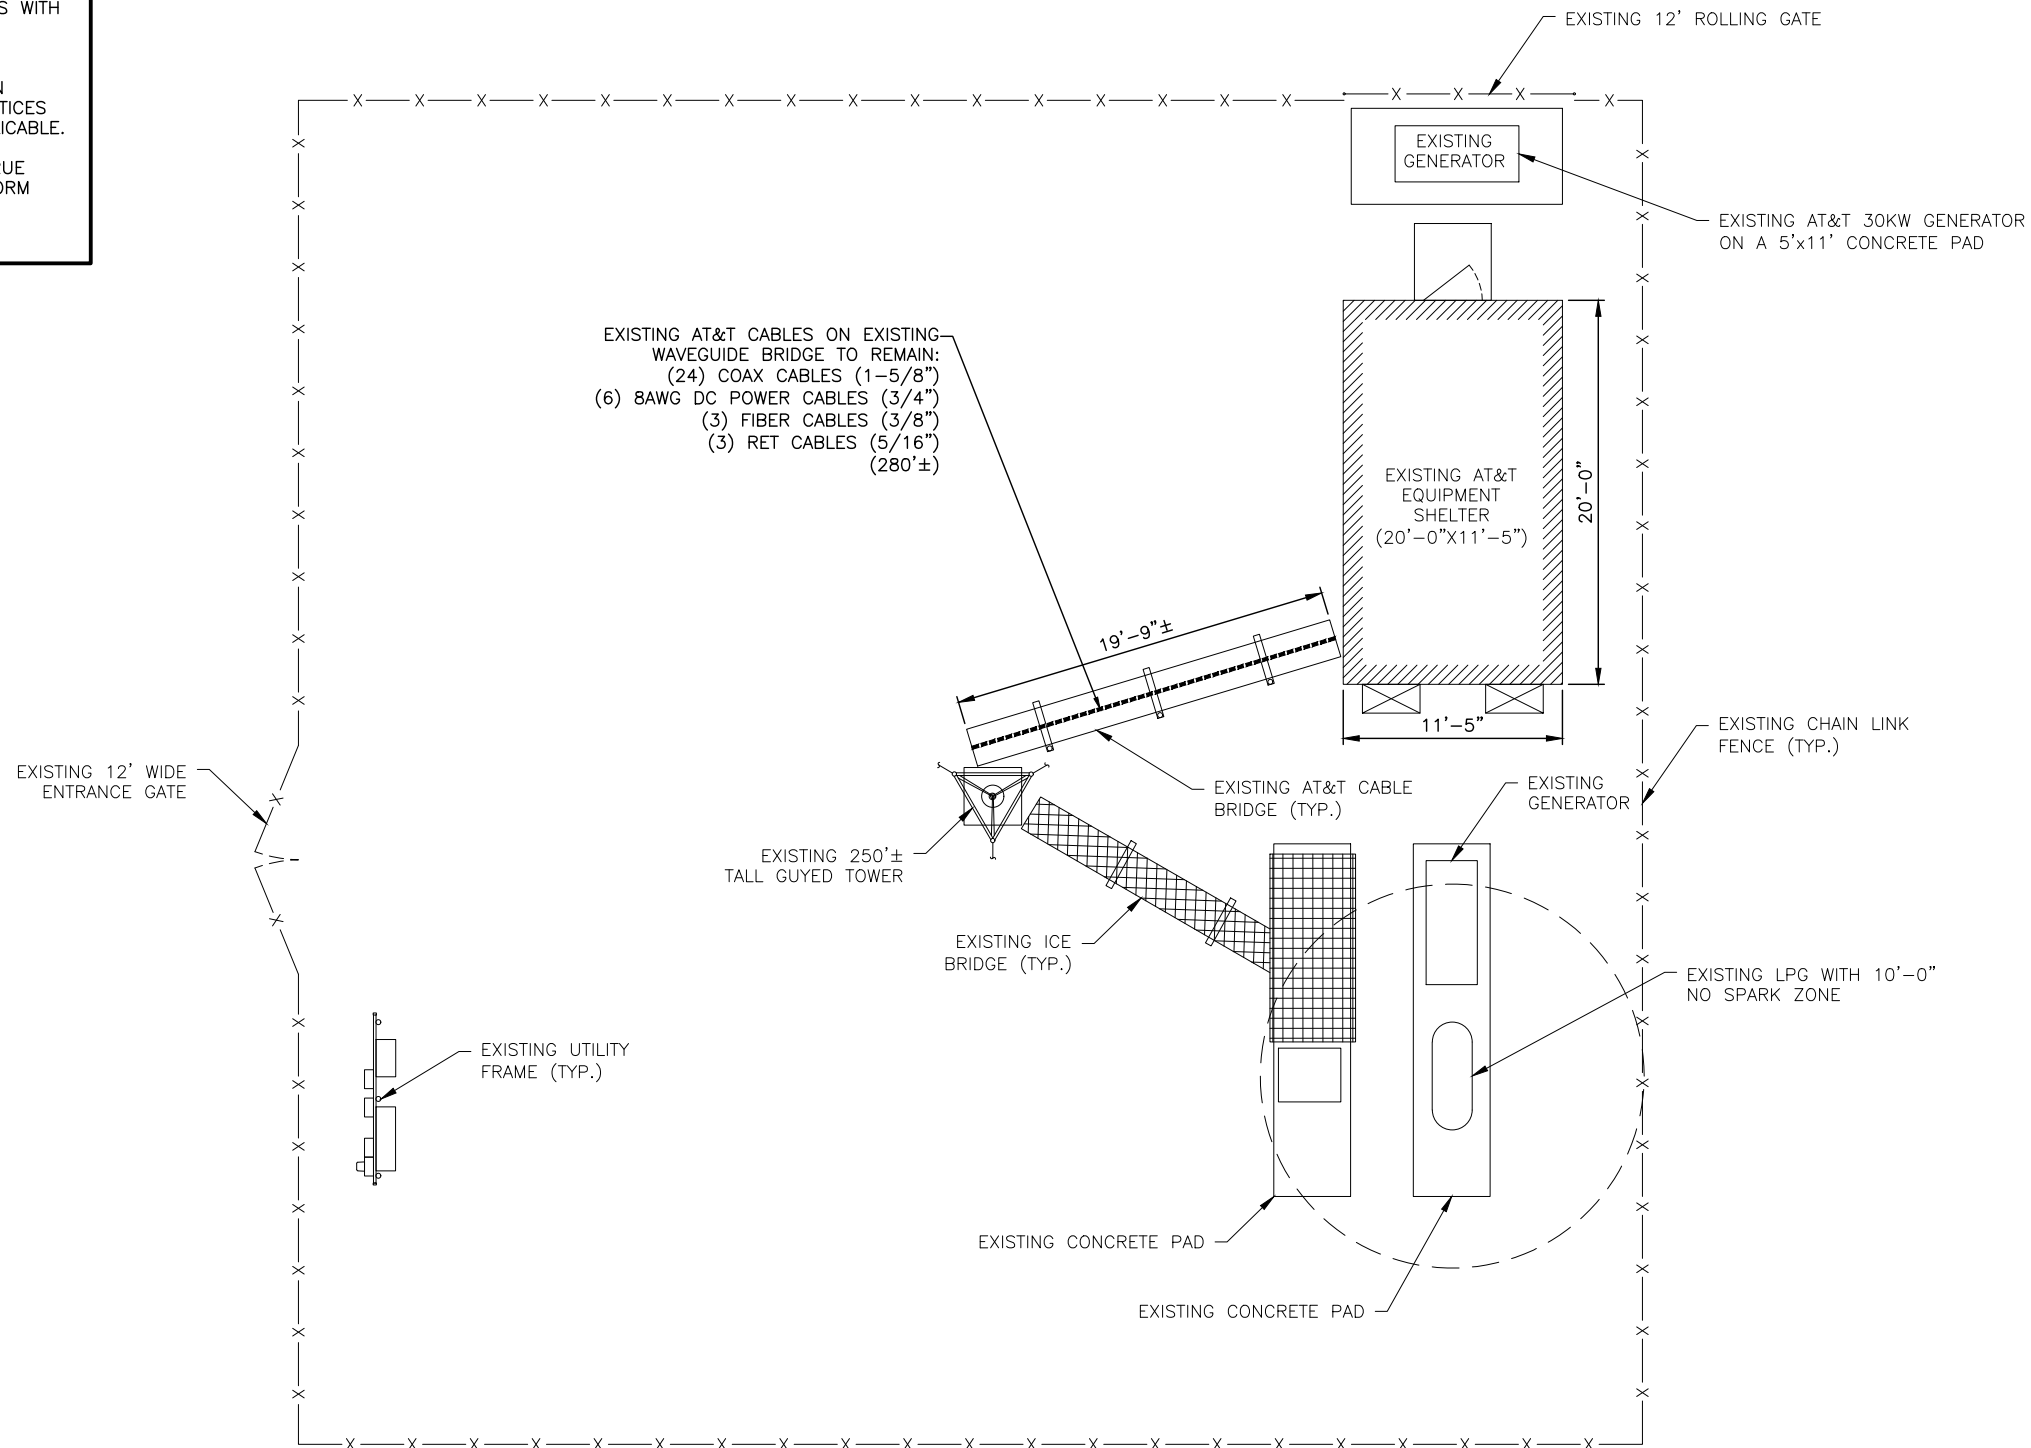 S WITH
N
TICES
ICABLE.
RUE
ORM
EXISTING 12' ROLLING GATE
EXISTING
GENERATOR
EXISTING AT&T 30KW GENERATOR
ON A 5'x11' CONCRETE PAD
EXISTING AT&T CABLES ON EXISTING
WAVEGUIDE BRIDGE TO REMAIN:
(24) COAX CABLES (1-5/8")
(6) 8AWG DC POWER CABLES (3/4")
(3) FIBER CABLES (3/8")
(3) RET CABLES (5/16")
(280'±)
EXISTING AT&T
EQUIPMENT
SHELTER
(20'-0"X11'-5")
20'-0"
19'-9"±
11'-5"
EXISTING CHAIN LINK
FENCE (TYP.)
EXISTING 12' WIDE
ENTRANCE GATE
EXISTING AT&T CABLE
BRIDGE (TYP.)
EXISTING
GENERATOR
EXISTING 250'±
TALL GUYED TOWER
EXISTING ICE
BRIDGE (TYP.)
EXISTING LPG WITH 10'-0"
NO SPARK ZONE
EXISTING UTILITY
FRAME (TYP.)
EXISTING CONCRETE PAD
EXISTING CONCRETE PAD